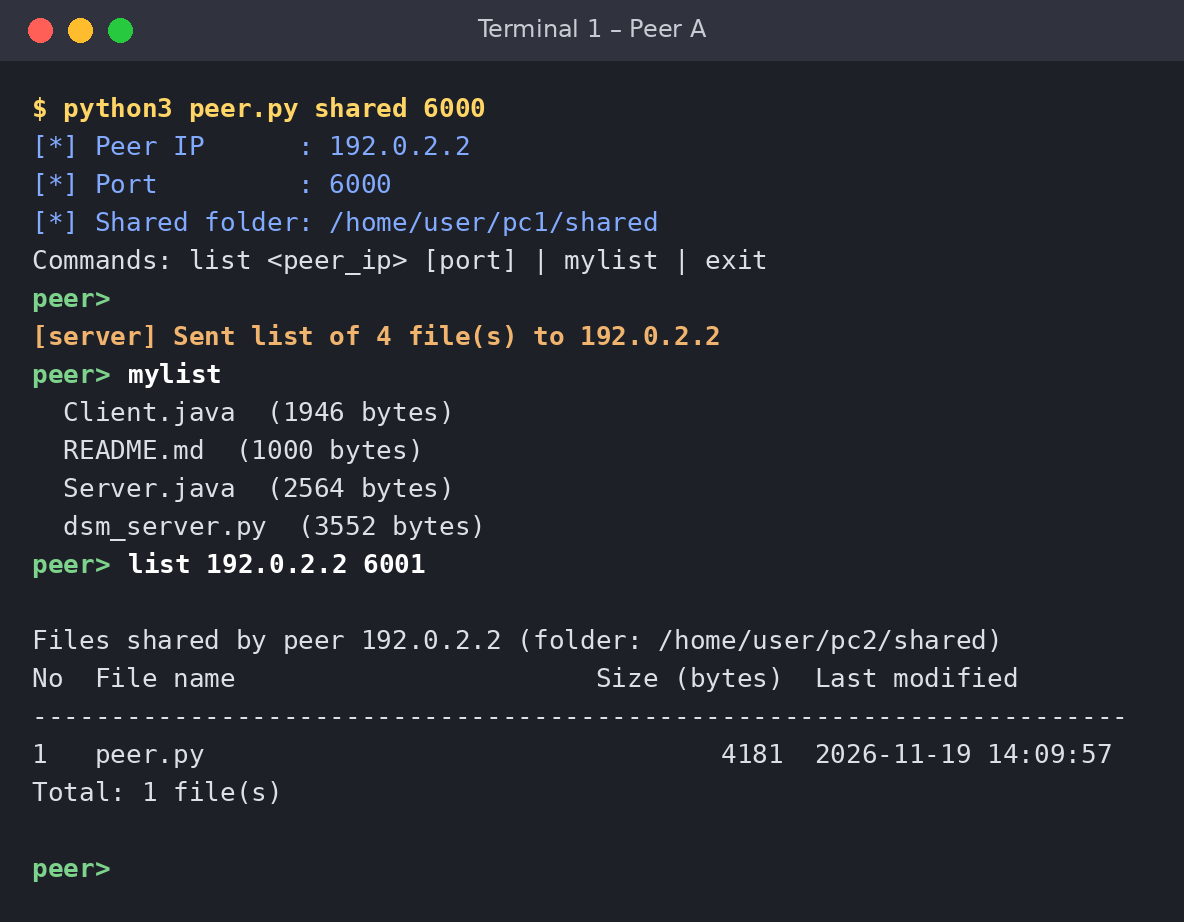 Terminal 1 – Peer A
$ python3 peer.py shared 6000
[*] Peer IP      : 192.0.2.2
[*] Port         : 6000
[*] Shared folder: /home/user/pc1/shared
Commands: list <peer_ip> [port] | mylist | exit
peer>
[server] Sent list of 4 file(s) to 192.0.2.2
peer> mylist
  Client.java  (1946 bytes)
  README.md  (1000 bytes)
  Server.java  (2564 bytes)
  dsm_server.py  (3552 bytes)
peer> list 192.0.2.2 6001

Files shared by peer 192.0.2.2 (folder: /home/user/pc2/shared)
No  File name                       Size (bytes)  Last modified
----------------------------------------------------------------------
1   peer.py                                 4181  2026-11-19 14:09:57
Total: 1 file(s)

peer>